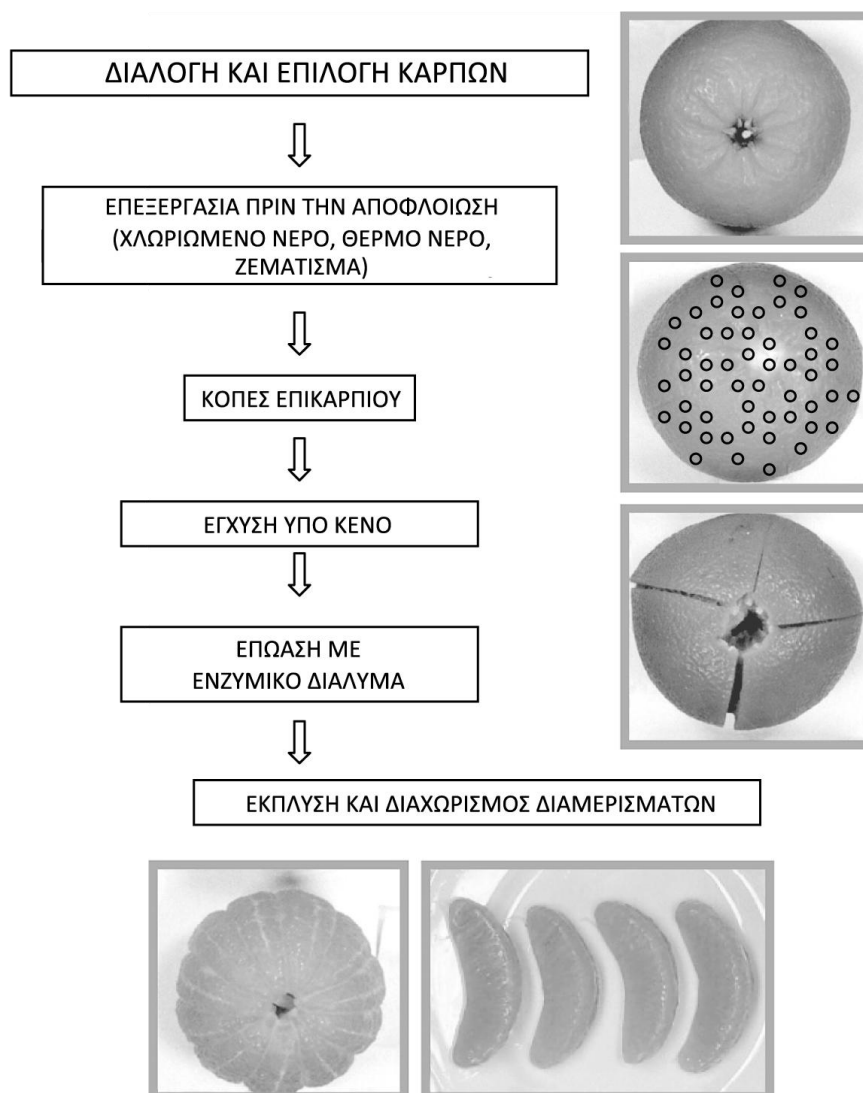 ΔΙΑΛΟΓΗ ΚΑΙ ΕΠΙΛΟΓΗ ΚΑΡΠΩΝ
ΕΠΕΞΕΡΓΑΣΙΑ ΠΡΙΝ ΤΗΝ ΑΠΟΦΛΟΙΩΣΗ
(ΧΛΩΡΙΩΜΕΝΟ ΝΕΡΟ, ΘΕΡΜΟ ΝΕΡΟ,
ΖΕΜΑΤΙΣΜΑ)
ΚΟΠΕΣ ΕΠΙΚΑΡΠΙΟΥ
ΕΓΧΥΣΗ ΥΠΟ ΚΕΝΟ
ΕΠΩΑΣΗ ΜΕ
ΕΝΖΥΜΙΚΟ ΔΙΑΛΥΜΑ
ΕΚΠΛΥΣΗ ΚΑΙ ΔΙΑΧΩΡΙΣΜΟΣ ΔΙΑΜΕΡΙΣΜΑΤΩΝ